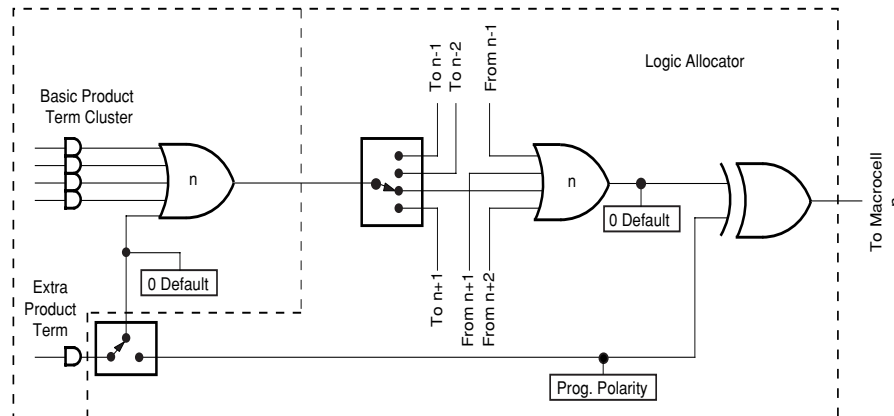 Logic Allocator
Basic Product
Term Cluster
To n-1
To n-2
From n-1
n
n
0 Default
To Macrocell
n
0 Default
Extra
Product
Term
To n+1
From n+1
From n+2
Prog. Polarity